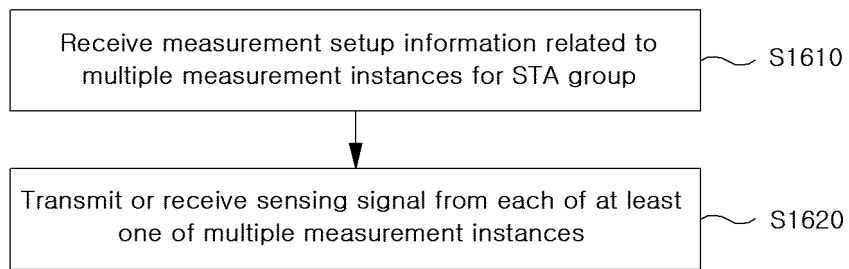 Receive measurement setup information related to
multiple measurement instances for STA group
S1610
Transmit or receive sensing signal from each of at least
one of multiple measurement instances
S1620